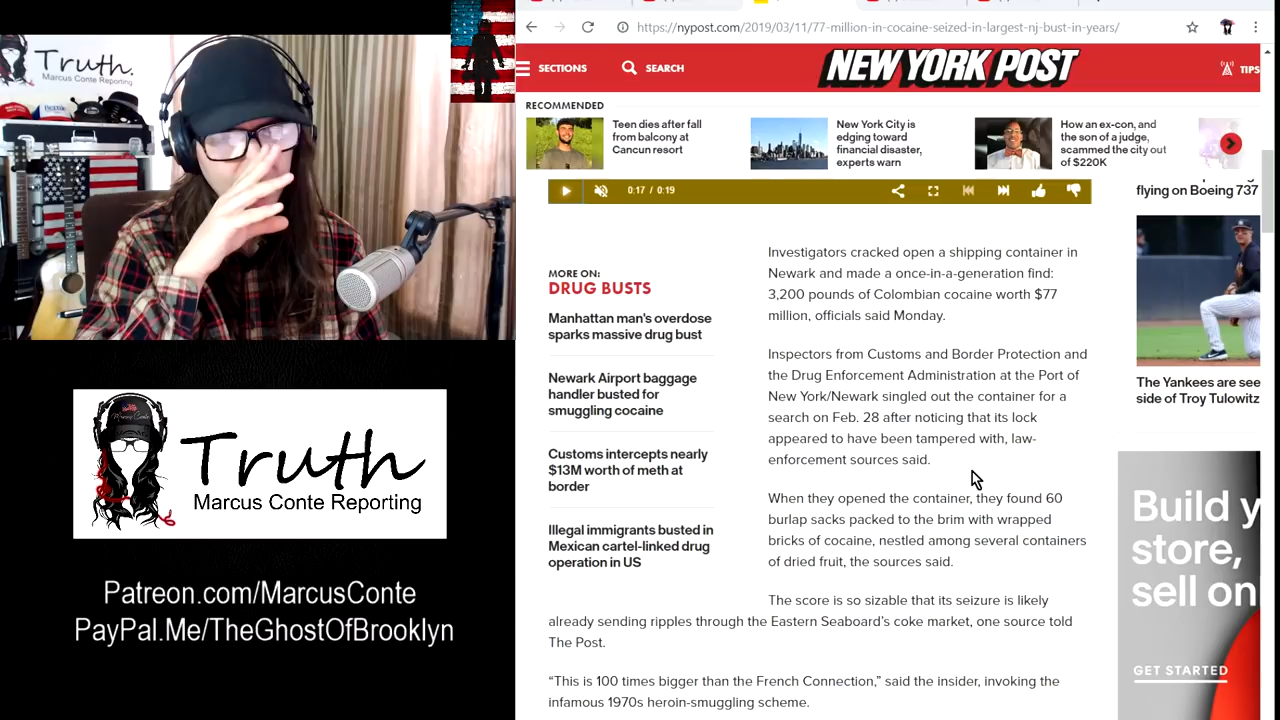 Truth.
Marcus Conte Reporting
Truth
Marcus Conte Reporting
Patreon.com/MarcusConte
PayPal.Me/TheGhostOfBrooklyn
https://nypost.com/2019/03/11/77-million-in-cocaine-seized-in-largest-nj-bust-in-years/
SECTIONS
SEARCH
NEW YORK POST
TIPS
RECOMMENDED
Teen dies after fall
from balcony at
Cancun resort
New York City is
edging toward
financial disaster,
experts warn
How an ex-con, and
the son of a judge,
scammed the city out
of $220K
0:17 / 0:19
MORE ON:
DRUG BUSTS
Manhattan man's overdose
sparks massive drug bust
Newark Airport baggage
handler busted for
smuggling cocaine
Customs intercepts nearly
$13M worth of meth at
border
Illegal immigrants busted in
Mexican cartel-linked drug
operation in US
Investigators cracked open a shipping container in
Newark and made a once-in-a-generation find:
3,200 pounds of Colombian cocaine worth $77
million, officials said Monday.
Inspectors from Customs and Border Protection and
the Drug Enforcement Administration at the Port of
New York/Newark singled out the container for a
search on Feb. 28 after noticing that its lock
appeared to have been tampered with, law-
enforcement sources said.
When they opened the container, they found 60
burlap sacks packed to the brim with wrapped
bricks of cocaine, nestled among several containers
of dried fruit, the sources said.
The score is so sizable that its seizure is likely
already sending ripples through the Eastern Seaboard's coke market, one source told
The Post.
“This is 100 times bigger than the French Connection,” said the insider, invoking the
infamous 1970s heroin-smuggling scheme.
flying on Boeing 737
The Yankees are see
side of Troy Tulowitz
Build y
store,
sell on
GET STARTED